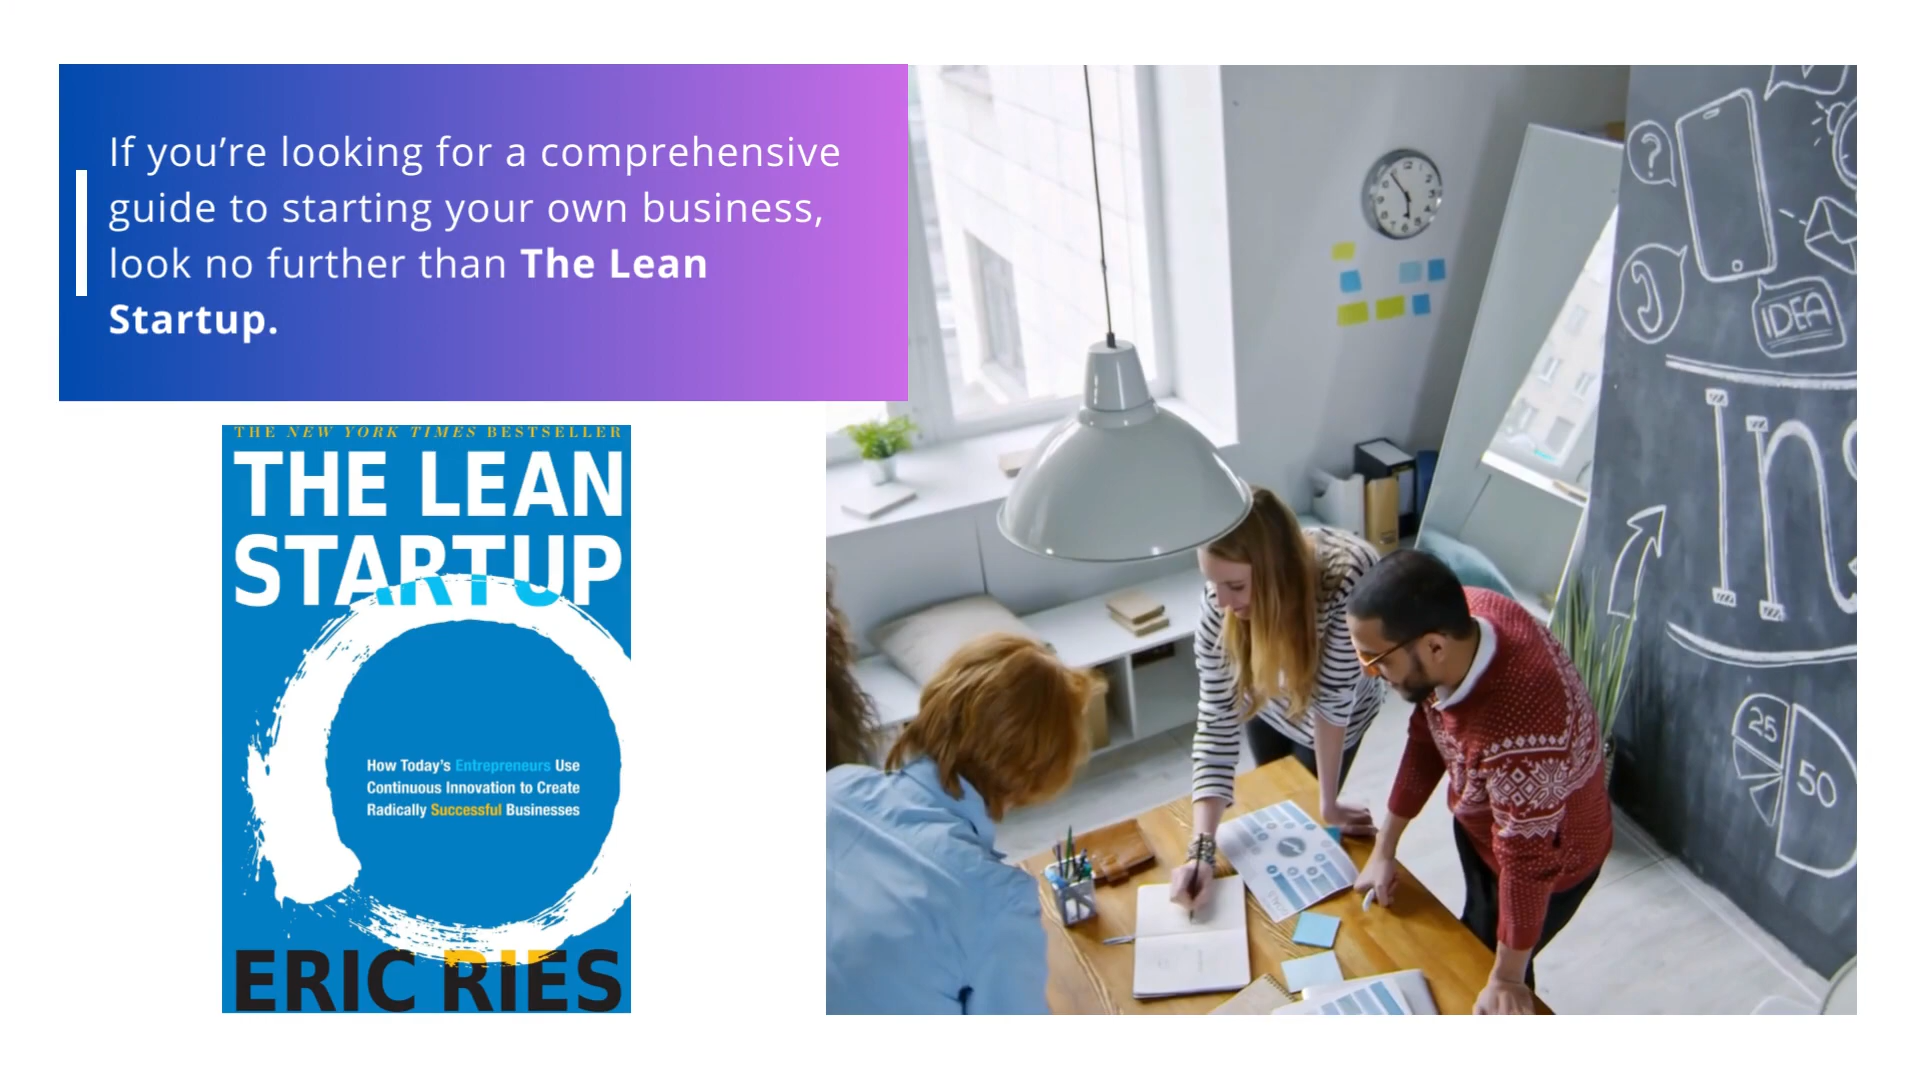 If you’re looking for a comprehensive
guide to starting your own business,
look no further than The Lean
Startup.
THE NEW YORK TIMES BESTSELLER
THE LEAN
STARTUP
How Today’s Entrepreneurs Use
Continuous Innovation to Create
Radically Successful Businesses
ERIC RIES
?
IDEA
In
25
50
GOALS